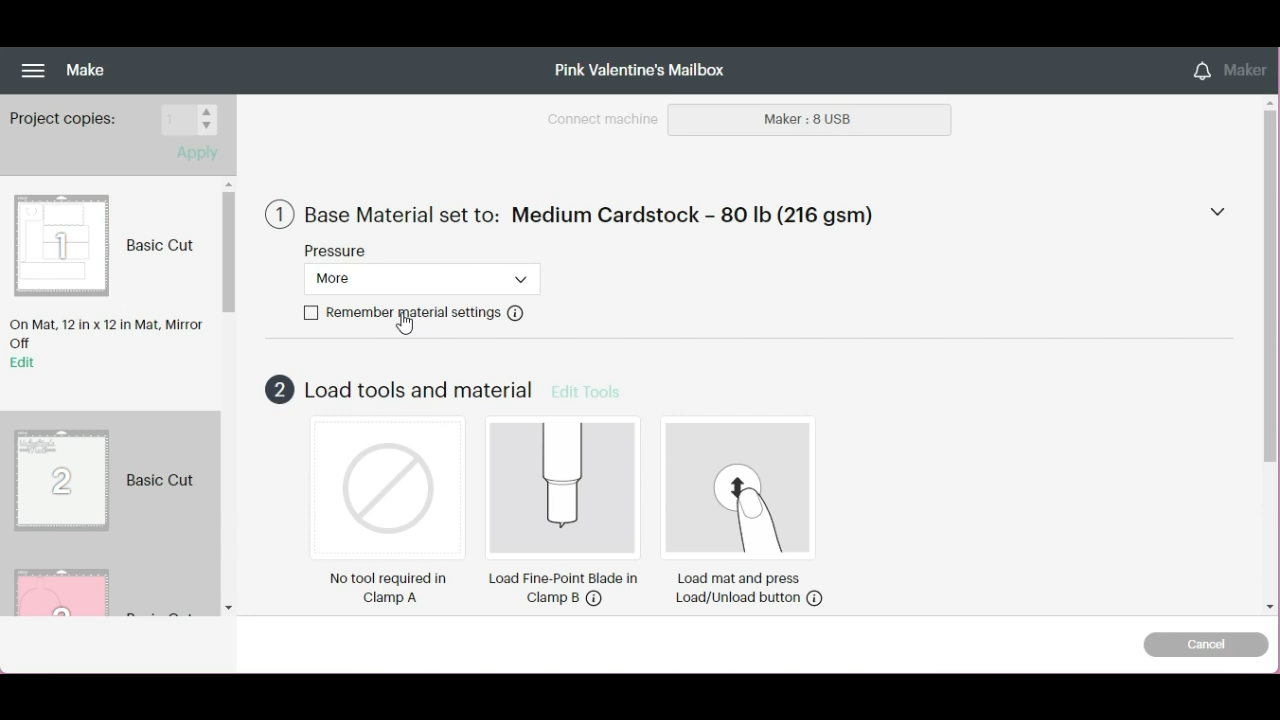 Make
Pink Valentine's Mailbox
Maker
Project copies:
1
Apply
Connect machine
Maker : 8 USB
1
Basic Cut
On Mat, 12 in x 12 in Mat, Mirror
Off
Edit
2
Basic Cut
1 Base Material set to: Medium Cardstock – 80 lb (216 gsm)
Pressure
More
Remember material settings
2 Load tools and material Edit Tools
No tool required in
Clamp A
Load Fine-Point Blade in
Clamp B
Load mat and press
Load/Unload button
Cancel